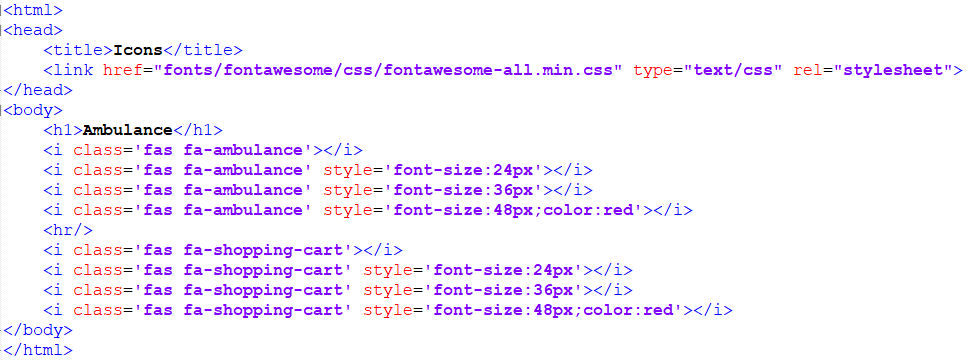 <html>
<head>
    <title>Icons</title>
    <link href="fonts/fontawesome/css/fontawesome-all.min.css" type="text/css" rel="stylesheet">
</head>
<body>
    <h1>Ambulance</h1>
    <i class='fas fa-ambulance'></i>
    <i class='fas fa-ambulance' style='font-size:24px'></i>
    <i class='fas fa-ambulance' style='font-size:36px'></i>
    <i class='fas fa-ambulance' style='font-size:48px;color:red'></i>
    <hr/>
    <i class='fas fa-shopping-cart'></i>
    <i class='fas fa-shopping-cart' style='font-size:24px'></i>
    <i class='fas fa-shopping-cart' style='font-size:36px'></i>
    <i class='fas fa-shopping-cart' style='font-size:48px;color:red'></i>
</body>
</html>